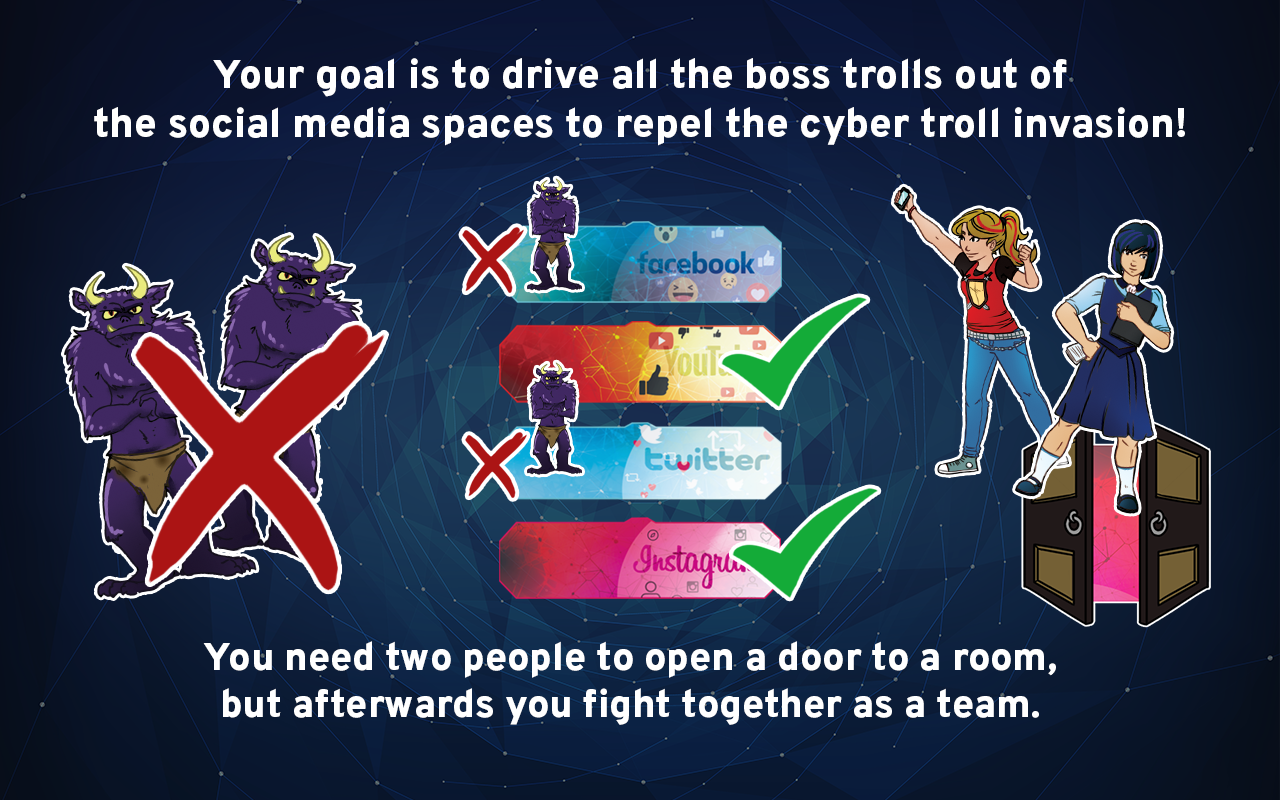 Your goal is to drive all the boss trolls out of
the social media spaces to repel the cyber troll invasion!
facebook
YouTube
twitter
Instagram
You need two people to open a door to a room,
but afterwards you fight together as a team.